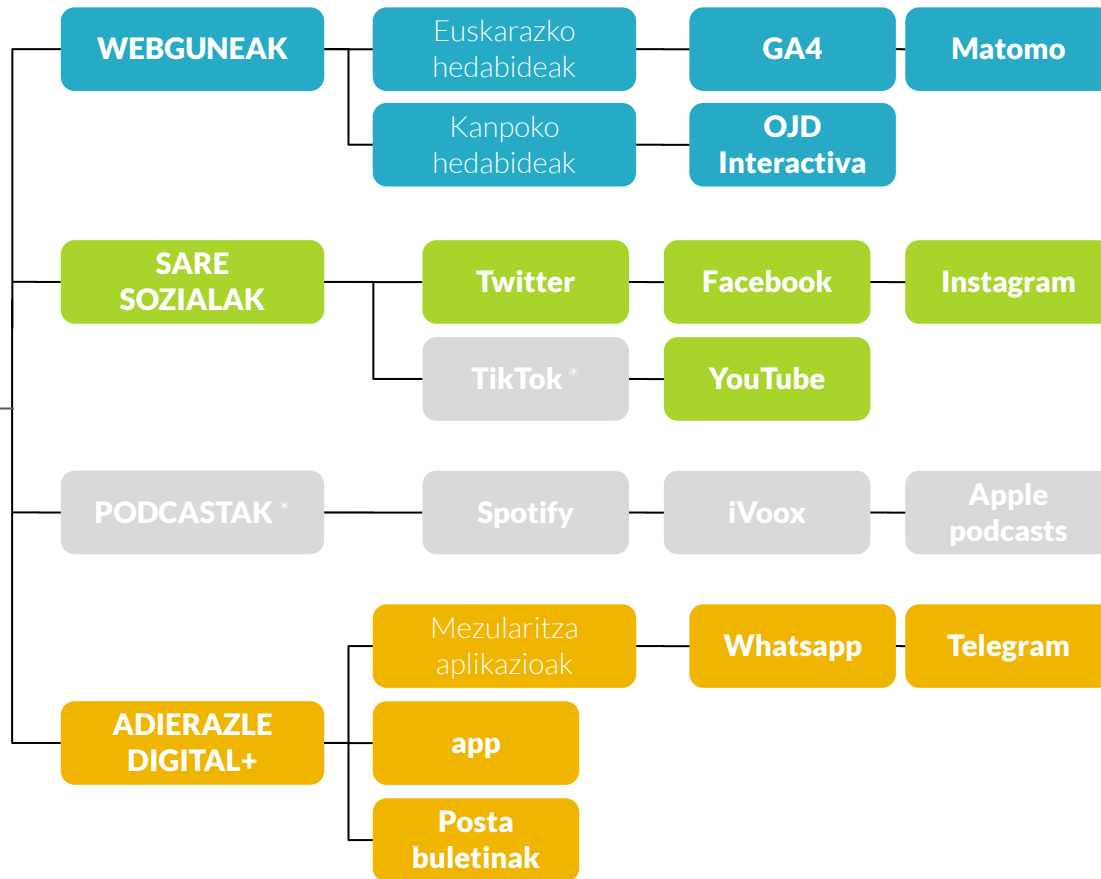 WEBGUNEAK
Euskarazko
hedabideak
GA4
Matomo
Kanpoko
hedabideak
OJD
Interactiva
SARE
SOZIALAK
Twitter
Facebook
Instagram
TikTok *
YouTube
PODCASTAK *
Spotify
iVoox
Apple
podcasts
Mezularitza
aplikazioak
Whatsapp
Telegram
ADIERAZLE
DIGITAL+
app
Posta
buletinak